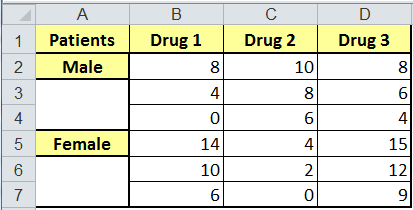 A B C D
1 Patients Drug 1 Drug 2 Drug 3
2 Male 8 10 8
3 4 8 6
4 0 6 4
5 Female 14 4 15
6 10 2 12
7 6 0 9